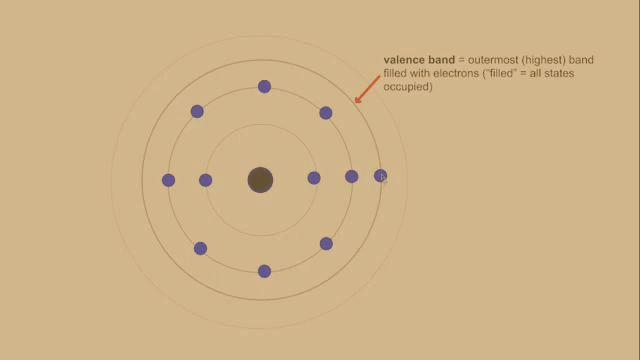 valence band = outermost (highest) band
filled with electrons (“filled” = all states
occupied)